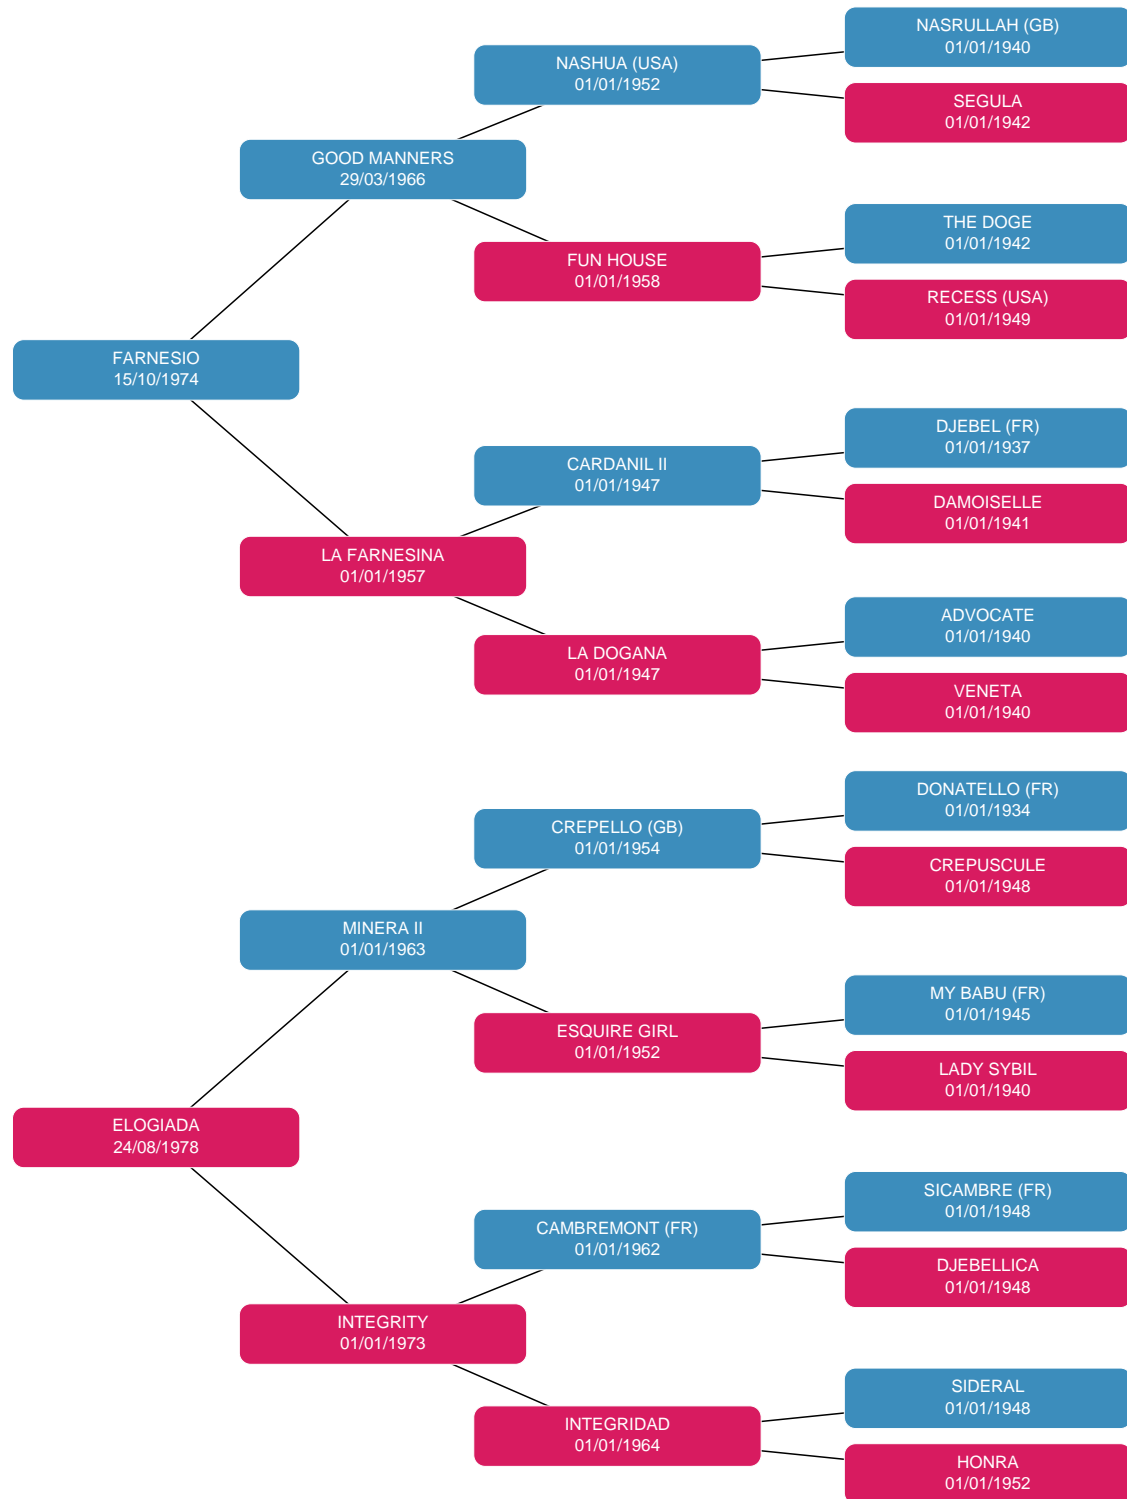 NASRULLAH (GB)
01/01/1940
NASHUA (USA)
01/01/1952
SEGULA
01/01/1942
GOOD MANNERS
29/03/1966
THE DOGE
01/01/1942
FUN HOUSE
01/01/1958
RECESS (USA)
01/01/1949
FARNESIO
15/10/1974
DJEBEL (FR)
01/01/1937
CARDANIL II
01/01/1947
DAMOISELLE
01/01/1941
LA FARNESINA
01/01/1957
ADVOCATE
01/01/1940
LA DOGANA
01/01/1947
VENETA
01/01/1940
DONATELLO (FR)
01/01/1934
CREPELLO (GB)
01/01/1954
CREPUSCULE
01/01/1948
MINERA II
01/01/1963
MY BABU (FR)
01/01/1945
ESQUIRE GIRL
01/01/1952
LADY SYBIL
01/01/1940
ELOGIADA
24/08/1978
SICAMBRE (FR)
01/01/1948
CAMBREMONT (FR)
01/01/1962
DJEBELLICA
01/01/1948
INTEGRITY
01/01/1973
SIDERAL
01/01/1948
INTEGRIDAD
01/01/1964
HONRA
01/01/1952